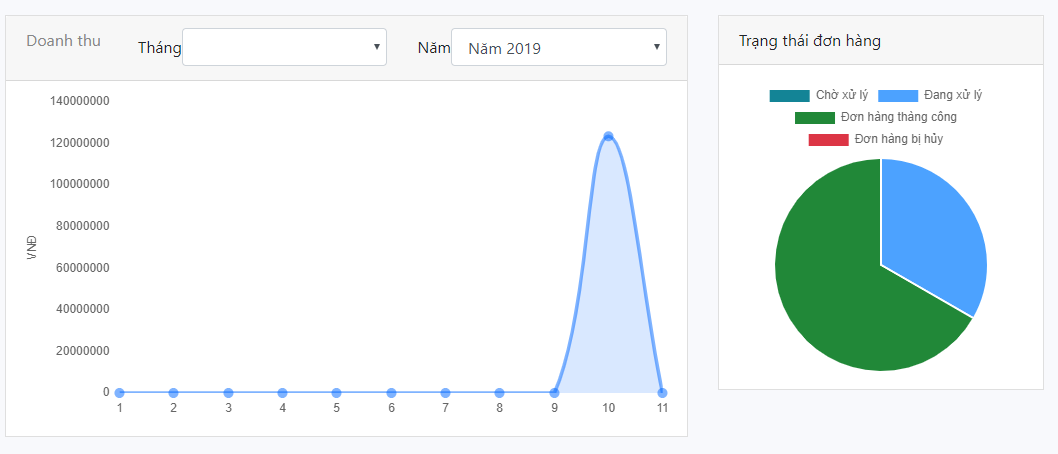 Doanh thu
Tháng
Năm Năm 2019
140000000
120000000
100000000
80000000
60000000
40000000
20000000
0
VNĐ
1 2 3 4 5 6 7 8 9 10 11
Trạng thái đơn hàng
Chờ xử lý Đang xử lý
Đơn hàng thàng công
Đơn hàng bị hủy